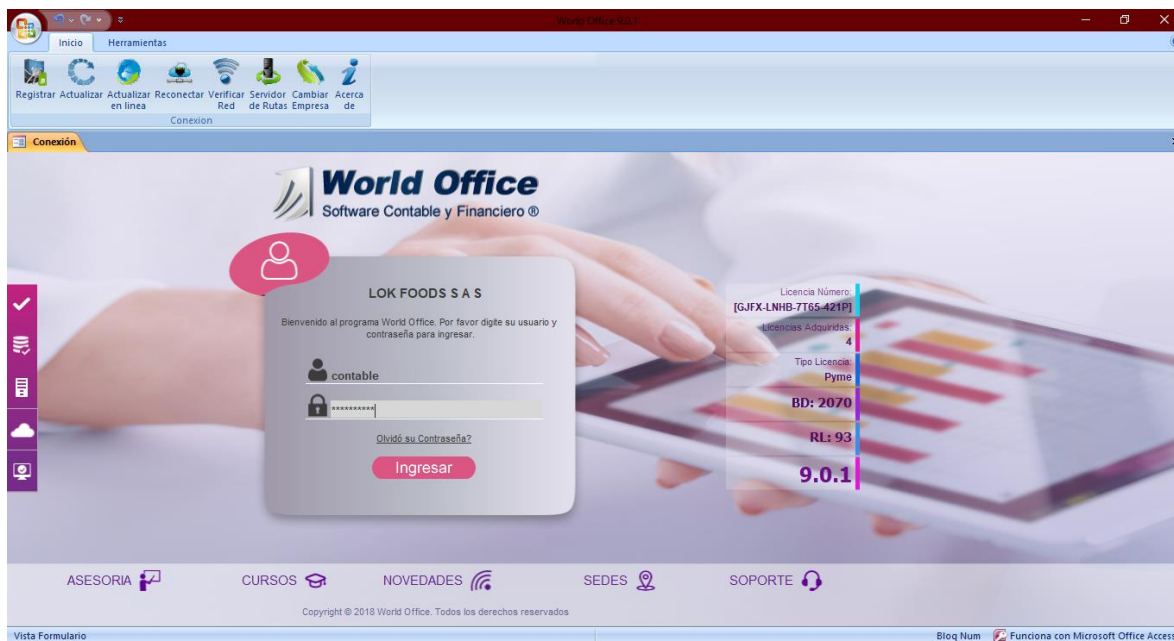 World Office 9.0.1
Inicio Herramientas
Registrar Actualizar Actualizar en linea Reconectar Verificar Red Servidor de Rutas Cambiar Empresa Acerca de
Conexion
Conexión
World Office
Software Contable y Financiero ®
LOK FOODS S A S
Bienvenido al programa World Office. Por favor digite su usuario y
contraseña para ingresar.
contable
**********
Olvidó su Contraseña?
Ingresar
Licencia Número:
[GJFX-LNHB-7T65-421P]
Licencias Adquiridas:
4
Tipo Licencia:
Pyme
BD: 2070
RL: 93
9.0.1
ASESORIA CURSOS NOVEDADES SEDES SOPORTE
Copyright © 2018 World Office. Todos los derechos reservados
Vista Formulario Bloq Num Funciona con Microsoft Office Access